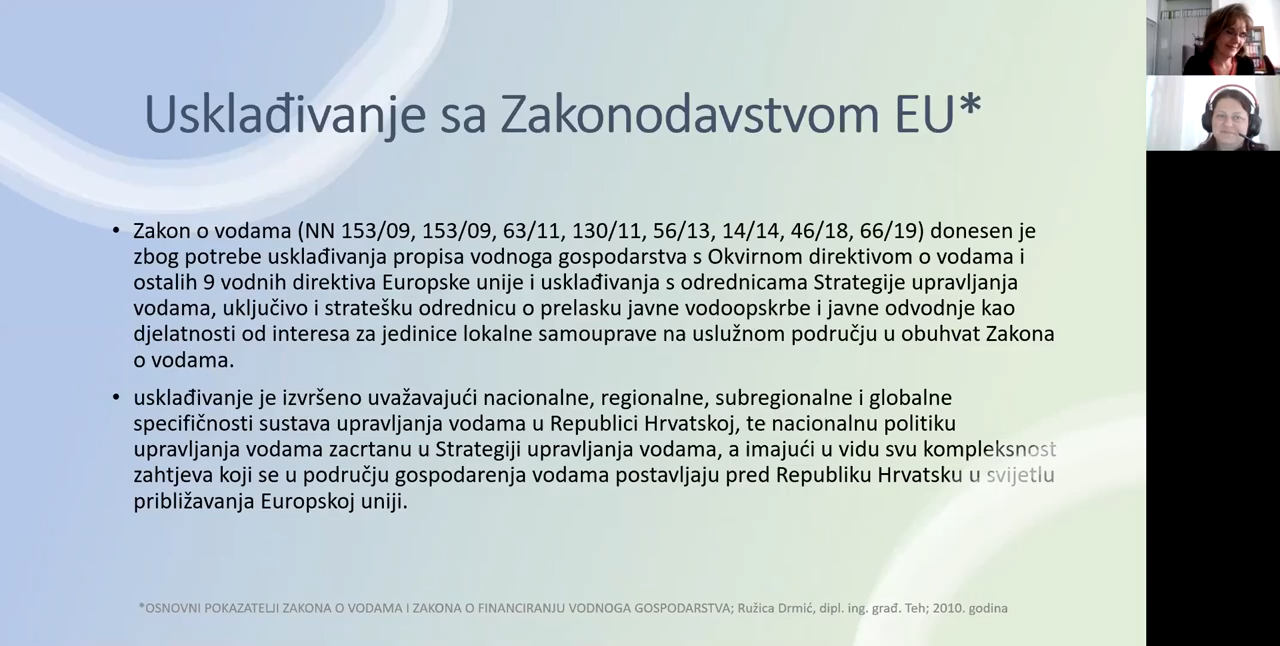 Usklađivanje sa Zakonodavstvom EU*
• Zakon o vodama (NN 153/09, 153/09, 63/11, 130/11, 56/13, 14/14, 46/18, 66/19) donesen je
zbog potrebe usklađivanja propisa vodnoga gospodarstva s Okvirnom direktivom o vodama i
ostalih 9 vodnih direktiva Europske unije i usklađivanja s odrednicama Strategije upravljanja
vodama, uključivo i stratešku odrednicu o prelasku javne vodoopskrbe i javne odvodnje kao
djelatnosti od interesa za jedinice lokalne samouprave na uslužnom području u obuhvat Zakona
o vodama.
• usklađivanje je izvršeno uvažavajući nacionalne, regionalne, subregionalne i globalne
specifičnosti sustava upravljanja vodama u Republici Hrvatskoj, te nacionalnu politiku
upravljanja vodama zacrtanu u Strategiji upravljanja vodama, a imajući u vidu svu kompleksnost
zahtjeva koji se u području gospodarenja vodama postavljaju pred Republiku Hrvatsku u svijetlu
približavanja Europskoj uniji.
*OSNOVNI POKAZATELJI ZAKONA O VODAMA I ZAKONA O FINANCIRANJU VODNOGA GOSPODARSTVA; Ružica Drmić, dipl. ing. građ. Teh; 2010. godina